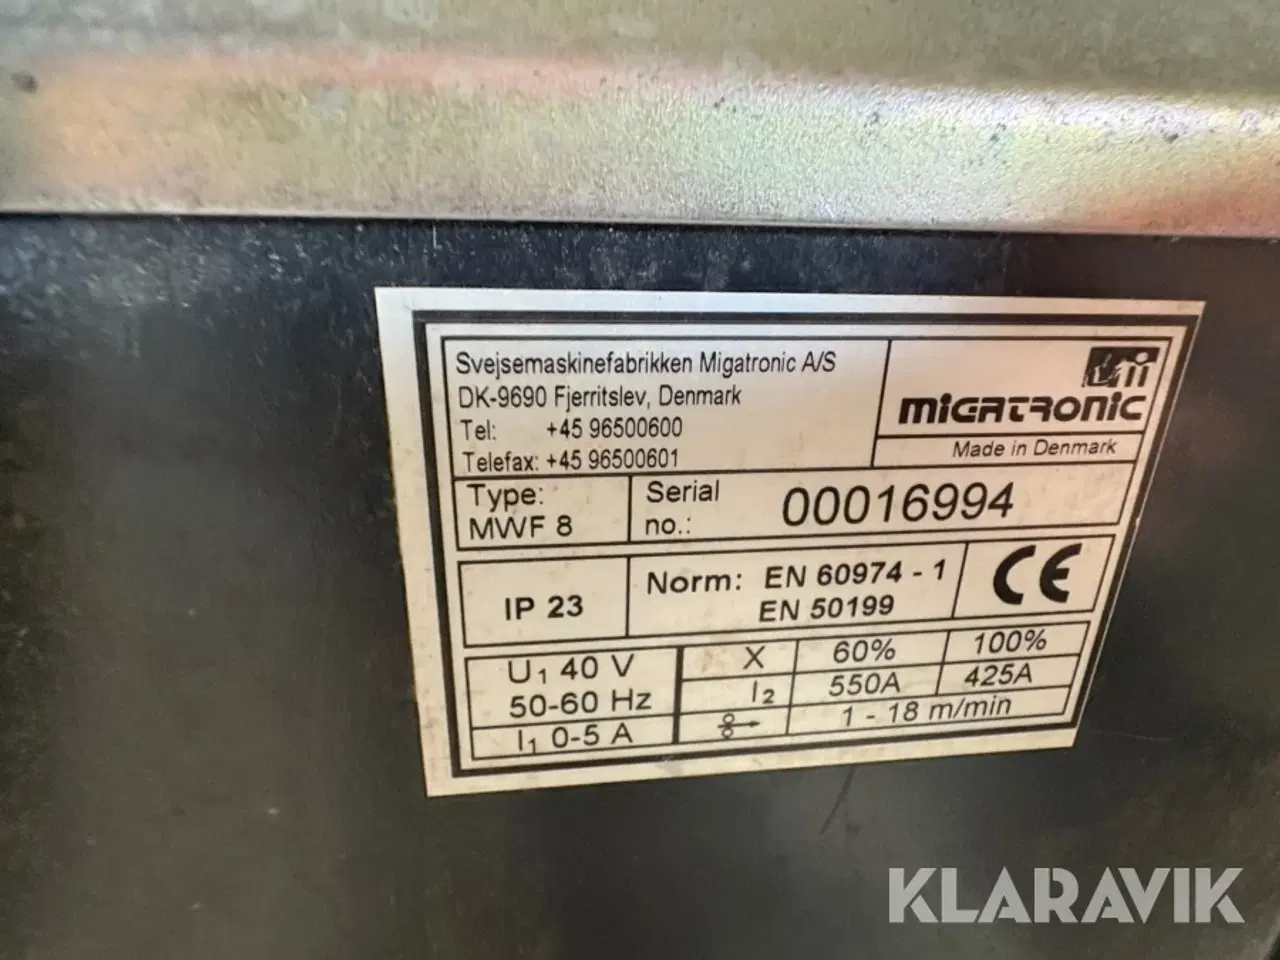 Svejsemaskinefabrikken Migatronic A/S
DK-9690 Fjerritslev, Denmark
Tel: +45 96500600
Telefax: +45 96500601
MIGATRONIC
Made in Denmark
Type:
MWF 8
Serial
no.:
00016994
IP 23
Norm: EN 60974 - 1
EN 50199
CE
U1 40 V
50-60 Hz
I1 0-5 A
X 60% 100%
I2 550A 425A
1 - 18 m/min
KLARAVIK